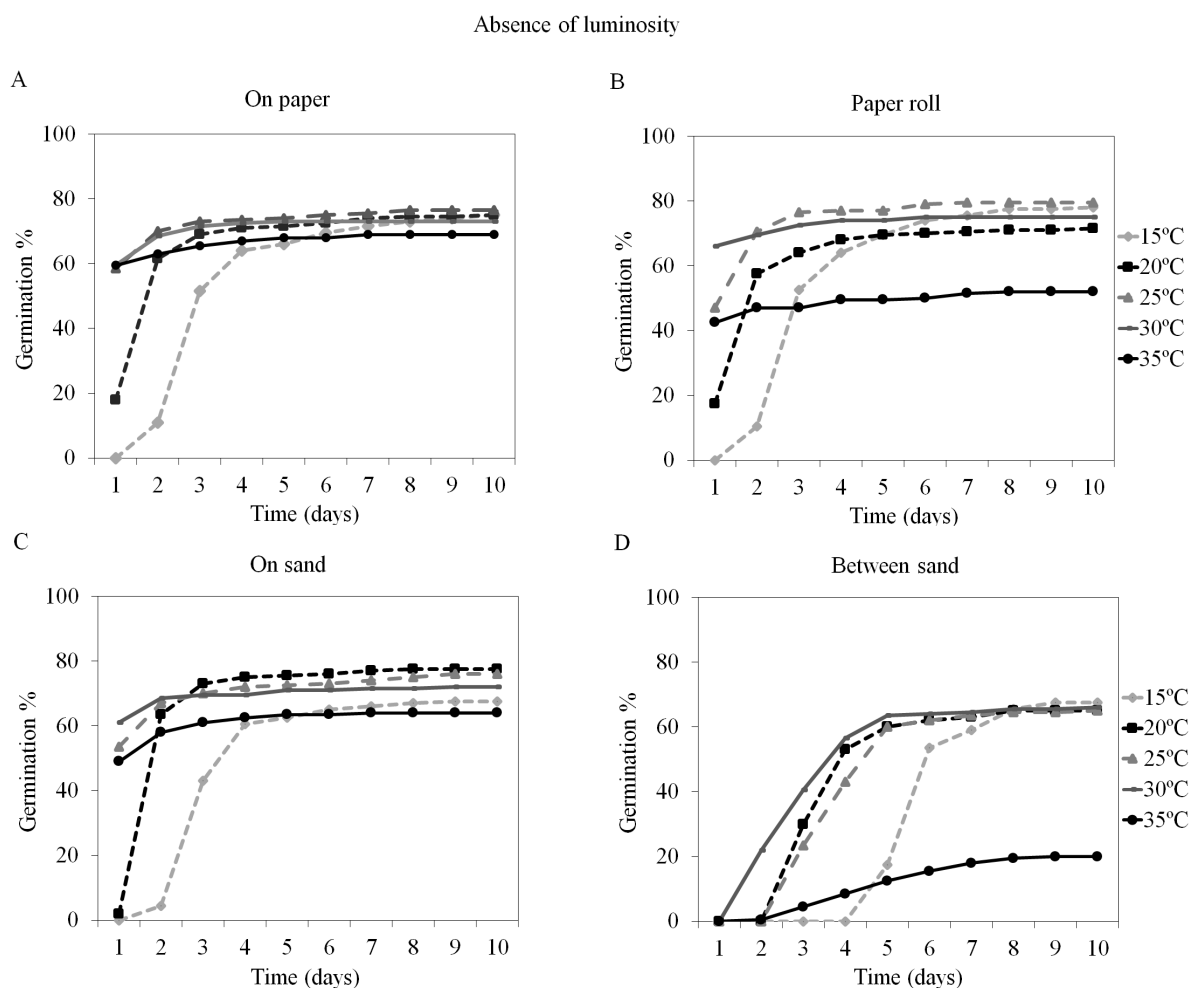 Absence of luminosity
A
On paper
Germination %
100
80
60
40
20
0
1 2 3 4 5 6 7 8 9 10
Time (days)
B
Paper roll
Germination %
100
80
60
40
20
0
1 2 3 4 5 6 7 8 9 10
Time (days)
15ºC
20ºC
25ºC
30ºC
35ºC
C
On sand
Germination %
100
80
60
40
20
0
1 2 3 4 5 6 7 8 9 10
Time (days)
D
Between sand
Germination %
100
80
60
40
20
0
1 2 3 4 5 6 7 8 9 10
Time (days)
15ºC
20ºC
25ºC
30ºC
35ºC